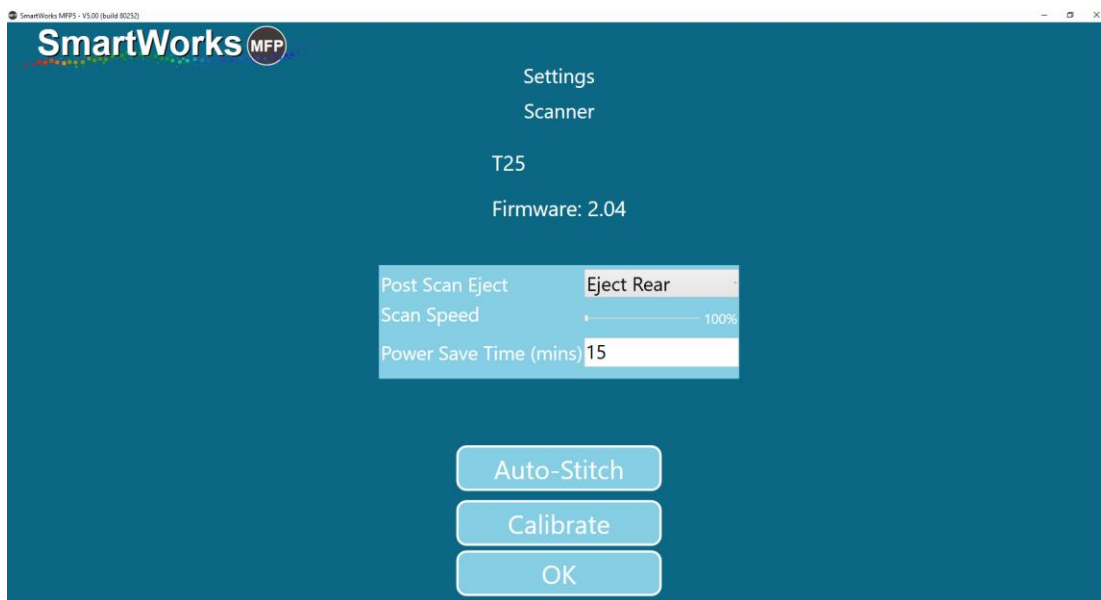 SmartWorks MFP5 - V5.00 (build 80252)
SmartWorks MFP
Settings
Scanner
T25
Firmware: 2.04
Post Scan Eject Eject Rear
Scan Speed 100%
Power Save Time (mins) 15
Auto-Stitch
Calibrate
OK